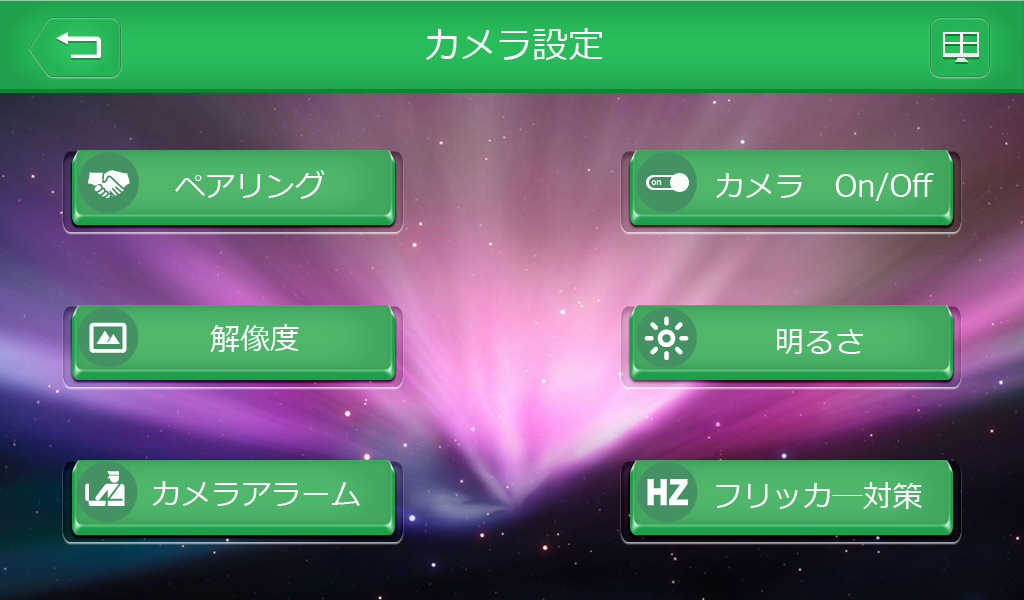 カメラ設定
ペアリング
on
カメラ　On/Off
解像度
明るさ
カメラアラーム
HZ
フリッカ―対策